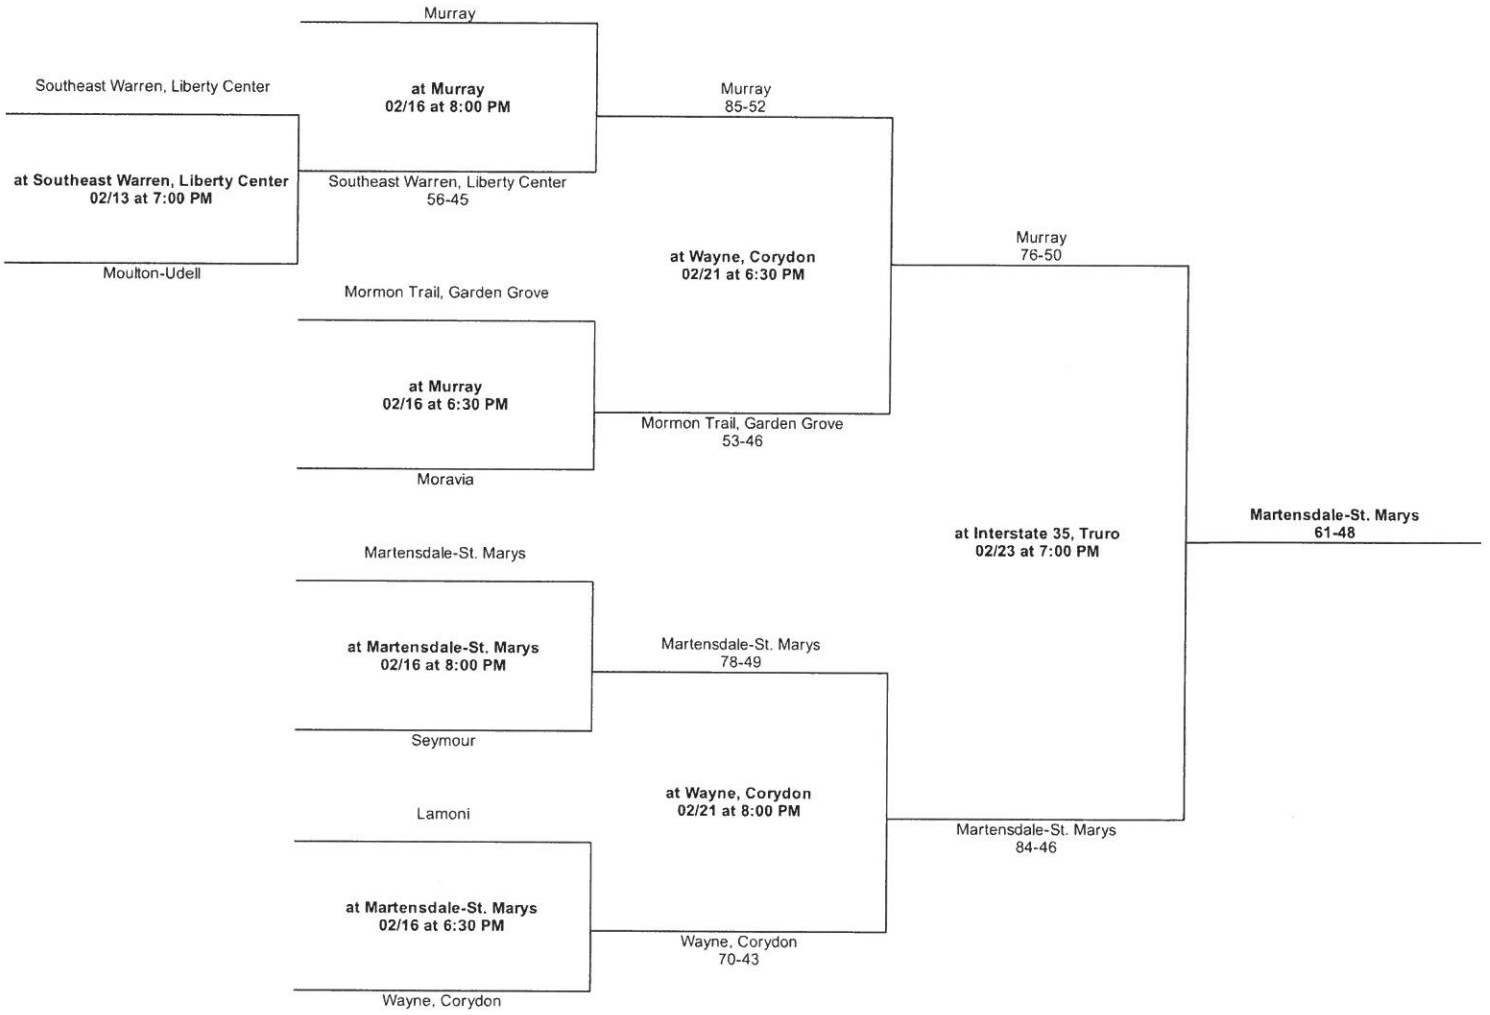 Murray
Southeast Warren, Liberty Center
at Murray
02/16 at 8:00 PM
Murray
85-52
at Southeast Warren, Liberty Center
02/13 at 7:00 PM
Southeast Warren, Liberty Center
56-45
Moulton-Udell
at Wayne, Corydon
02/21 at 6:30 PM
Murray
76-50
Mormon Trail, Garden Grove
at Murray
02/16 at 6:30 PM
Mormon Trail, Garden Grove
53-46
Moravia
at Interstate 35, Truro
02/23 at 7:00 PM
Martensdale-St. Marys
61-48
Martensdale-St. Marys
at Martensdale-St. Marys
02/16 at 8:00 PM
Martensdale-St. Marys
78-49
Seymour
at Wayne, Corydon
02/21 at 8:00 PM
Martensdale-St. Marys
84-46
Lamoni
at Martensdale-St. Marys
02/16 at 6:30 PM
Wayne, Corydon
70-43
Wayne, Corydon